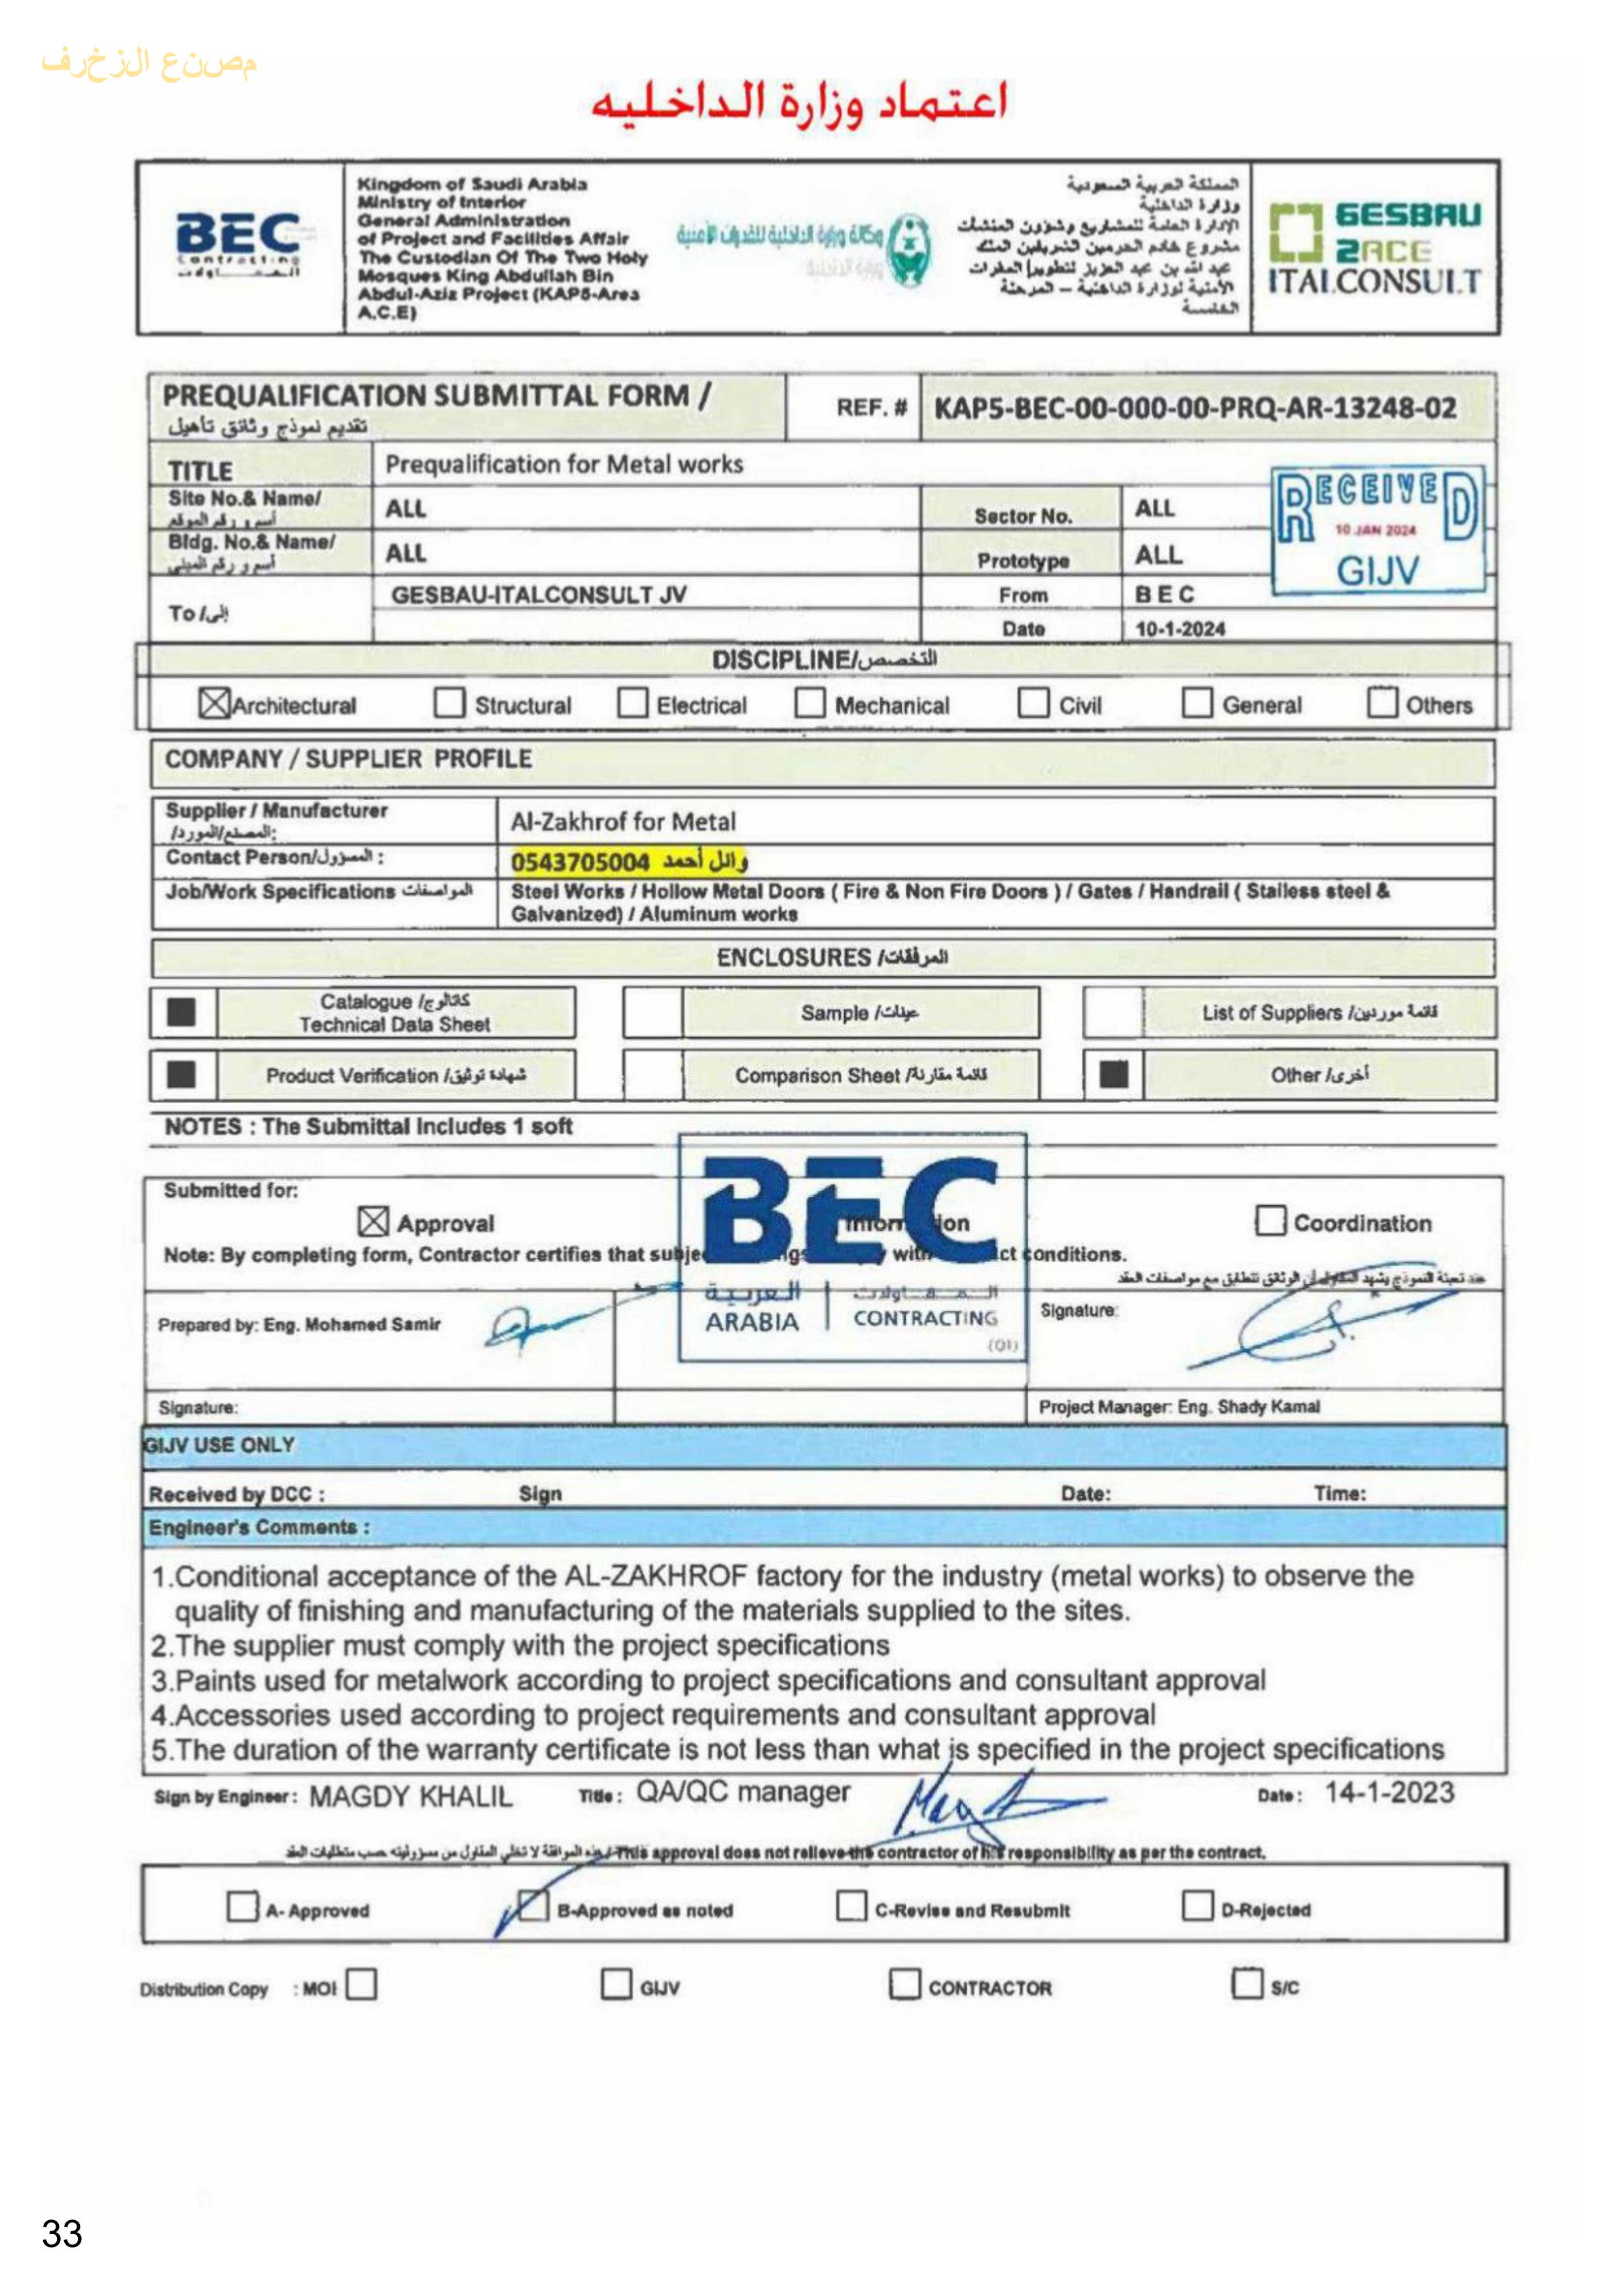 مصنع الزخرف
اعتماد وزارة الداخليه
BEC
Contracting
Kingdom of Saudi Arabia
Ministry of Interior
General Administration
of Project and Facilities Affair
The Custodian Of The Two Holy
Mosques King Abdullah Bin
Abdul-Aziz Project (KAP5-Area
A.C.E)
وكالة وزارة الداخلية للقدرات الأمنية
وزارة الداخلية
المملكة العربية السعودية
وزارة الداخلية
الإدارة العامة للمشاريع وشؤون المنشآت
مشروع خادم الحرمين الشريفين الملك
عبد الله بن عبد العزيز لتطوير المقرات
الأمنية لوزارة الداخلية – المرحلة
الخامسة
GESBAU
2ACE
ITALCONSULT
PREQUALIFICATION SUBMITTAL FORM /
تقديم نموذج وثائق تأهيل
REF. # KAP5-BEC-00-000-00-PRQ-AR-13248-02
TITLE Prequalification for Metal works
Site No.& Name/ ALL Sector No. ALL
أسم و رقم الموقع
Bldg. No.& Name/ ALL Prototype ALL
أسم و رقم المبنى
RECEIVED
10 JAN 2024
GIJV
To /إلى GESBAU-ITALCONSULT JV From B E C
Date 10-1-2024
DISCIPLINE/التخصص
Architectural Structural Electrical Mechanical Civil General Others
COMPANY / SUPPLIER PROFILE
Supplier / Manufacturer Al-Zakhrof for Metal
المصنع/المورد/:
Contact Person/المسؤول : وائل أحمد 0543705004
Job/Work Specifications المواصفات Steel Works / Hollow Metal Doors ( Fire & Non Fire Doors ) / Gates / Handrail ( Stailess steel &
Galvanized) / Aluminum works
ENCLOSURES /المرفقات
Catalogue /كتالوج
Technical Data Sheet
Sample /عينات
List of Suppliers /قائمة موردين
Product Verification /شهادة توثيق
Comparison Sheet /قائمة مقارنة
Other /أخرى
NOTES : The Submittal Includes 1 soft
Submitted for:
Approval Information Coordination
Note: By completing form, Contractor certifies that with conditions.
عند تعبئة النموذج يشهد المقاول أن الوثائق تتطابق مع مواصفات العقد
BEC
العربية المقاولات
ARABIA CONTRACTING
(01)
Prepared by: Eng. Mohamed Samir
Signature:
Signature:
Project Manager: Eng. Shady Kamal
GIJV USE ONLY
Received by DCC : Sign Date: Time:
Engineer's Comments :
1.Conditional acceptance of the AL-ZAKHROF factory for the industry (metal works) to observe the
quality of finishing and manufacturing of the materials supplied to the sites.
2.The supplier must comply with the project specifications
3.Paints used for metalwork according to project specifications and consultant approval
4.Accessories used according to project requirements and consultant approval
5.The duration of the warranty certificate is not less than what is specified in the project specifications
Sign by Engineer : MAGDY KHALIL Title : QA/QC manager Date : 14-1-2023
هذه الموافقة لا تخلي المقاول من مسؤوليته حسب متطلبات العقد / This approval does not relieve the contractor of his responsibility as per the contract.
A- Approved B-Approved as noted C-Revise and Resubmit D-Rejected
Distribution Copy : MOI GIJV CONTRACTOR S/C
33